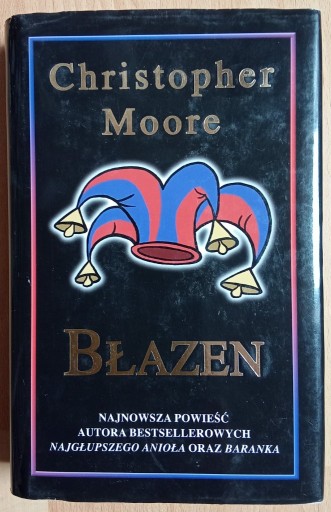 Christopher
Moore
BŁAZEN
NAJNOWSZA POWIEŚĆ
AUTORA BESTSELLEROWYCH
NAJGŁUPSZEGO ANIOŁA ORAZ BARANKA